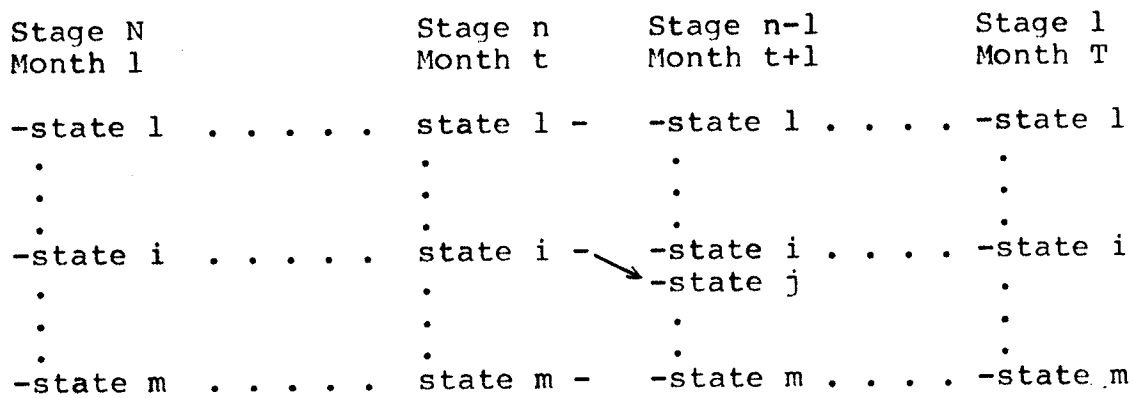 Stage N Stage n Stage n-1 Stage 1
Month 1 Month t Month t+1 Month T
-state 1 . . . . . state 1 - -state 1 . . . . -state 1
. . . .
. . . .
. . . .
-state i . . . . . state i - -state i . . . . -state i
-state j
. . . .
. . . .
. . . .
-state m . . . . . state m - -state m . . . . -state m